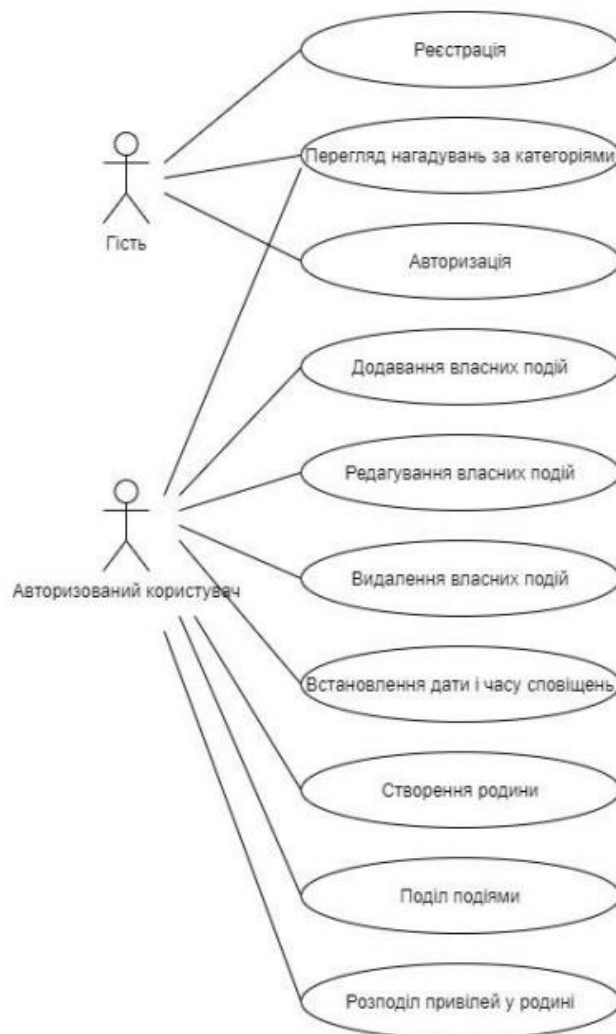 Реєстрація
Перегляд нагадувань за категоріями
Гість
Авторизація
Додавання власних подій
Редагування власних подій
Видалення власних подій
Авторизований користувач
Встановлення дати і часу сповіщень
Створення родини
Поділ подіями
Розподіл привілей у родині